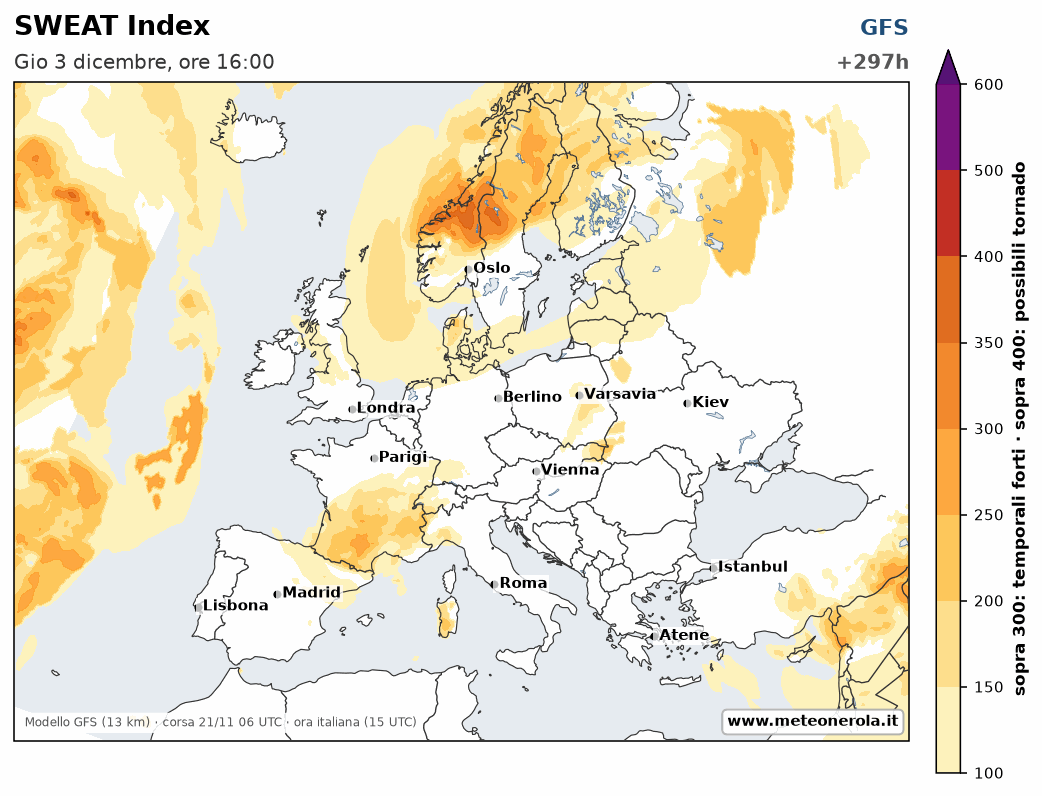 SWEAT Index
GFS
Gio 3 dicembre, ore 16:00
+297h
600
500
400
350
300
250
200
150
100
sopra 300: temporali forti · sopra 400: possibili tornado
Oslo
Londra
Berlino
Varsavia
Kiev
Parigi
Vienna
Istanbul
Roma
Madrid
Lisbona
Atene
Modello GFS (13 km) · corsa 21/11 06 UTC · ora italiana (15 UTC)
www.meteonerola.it